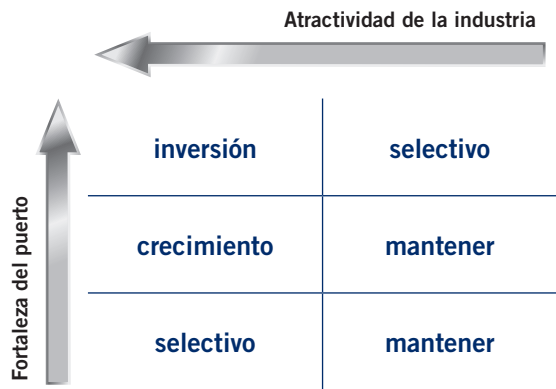 Atractividad de la industria
Fortaleza del puerto
inversión
selectivo
crecimiento
mantener
selectivo
mantener